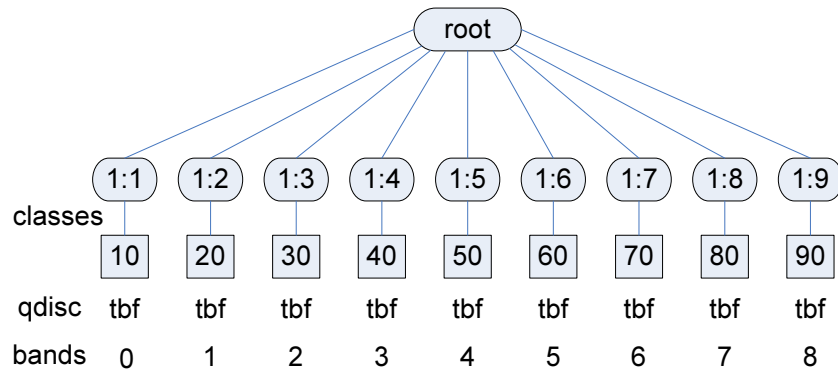 root
1:1 1:2 1:3 1:4 1:5 1:6 1:7 1:8 1:9
classes
10 20 30 40 50 60 70 80 90
qdisc tbf tbf tbf tbf tbf tbf tbf tbf tbf
bands 0 1 2 3 4 5 6 7 8